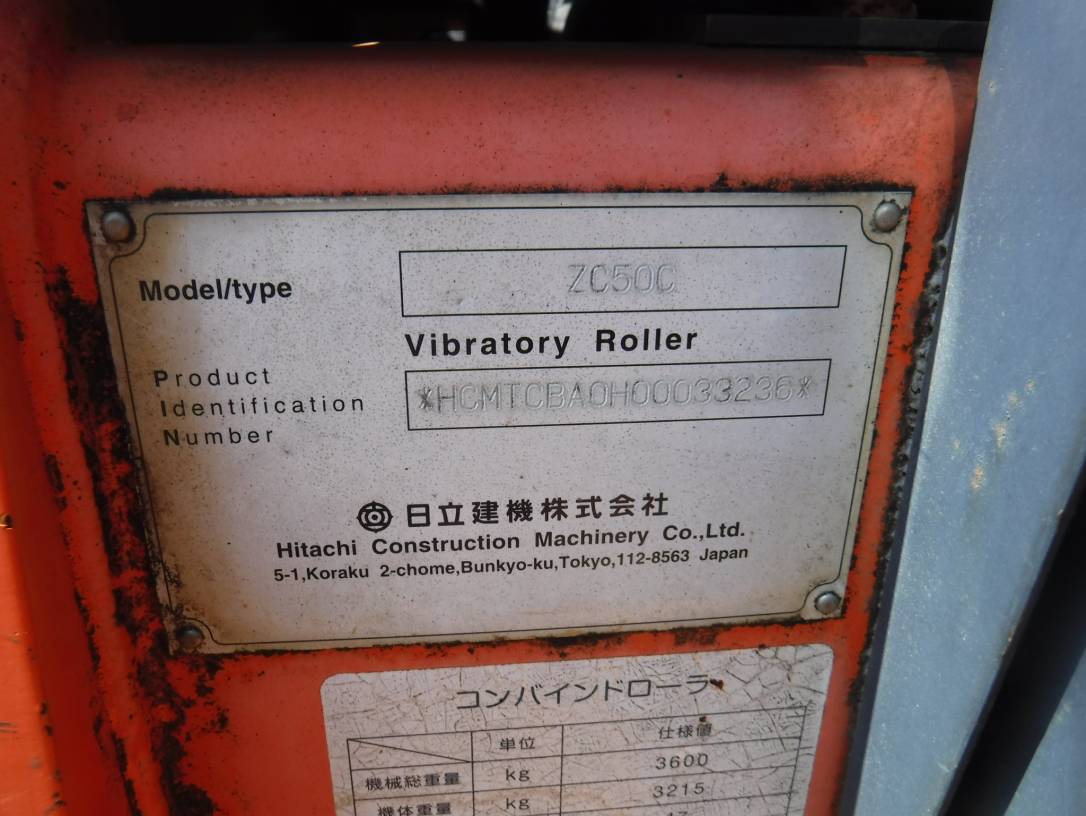 Model/type
ZC50C
Vibratory Roller
Product
Identification
Number
*HCMTCBA0H00033236*
日立建機株式会社
Hitachi Construction Machinery Co.,Ltd.
5-1,Koraku 2-chome,Bunkyo-ku,Tokyo,112-8563 Japan
コンバインドローラ
単位 仕様値
機械総重量 kg 3600
機体重量 kg 3215